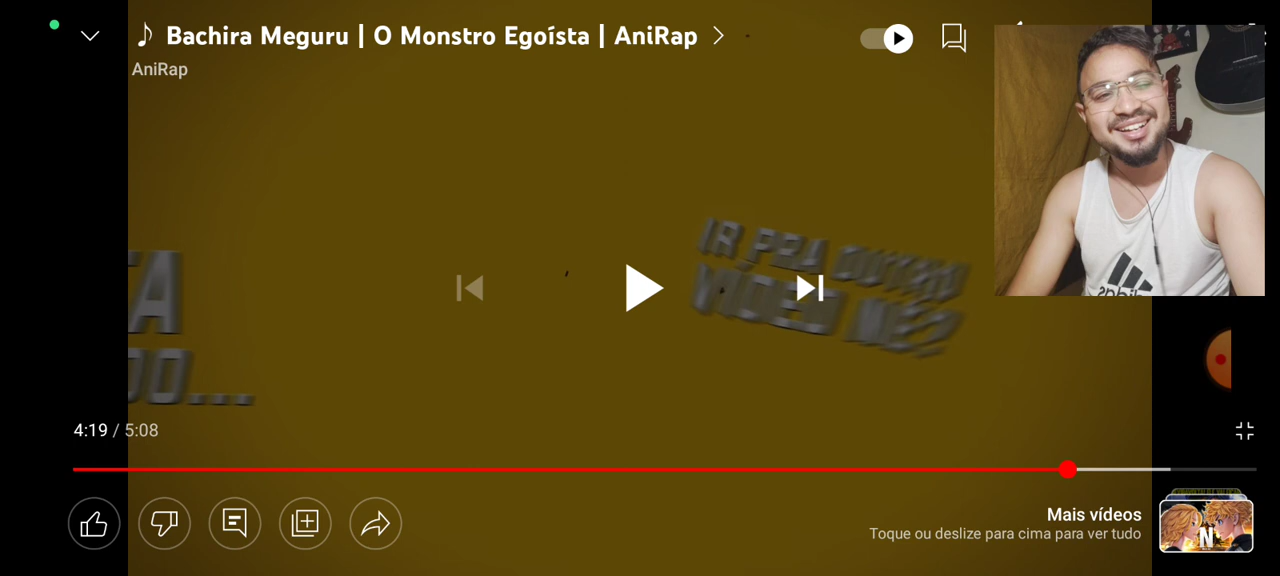 Bachira Meguru | O Monstro Egoísta | AniRap
AniRap
IR PRA OUTRO
VÍDEO NÉ?
4:19 / 5:08
Mais vídeos
Toque ou deslize para cima para ver tudo
N